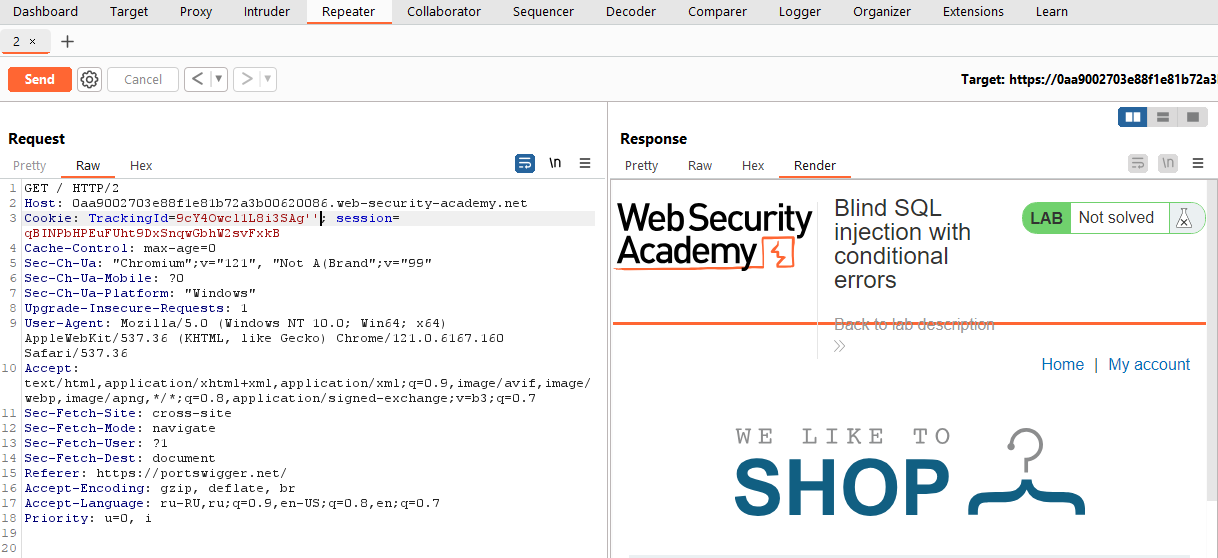 Dashboard Target Proxy Intruder Repeater Collaborator Sequencer Decoder Comparer Logger Organizer Extensions Learn
2 × +
Send Cancel < ▼ > ▼ Target: https://0aa9002703e88f1e81b72a3
Request
Pretty Raw Hex \n
1 GET / HTTP/2
2 Host: 0aa9002703e88f1e81b72a3b00620086.web-security-academy.net
3 Cookie: TrackingId=9cY4Owcl1L8i3SAg''; session=
qBINPbHPEuFUht9DxSnqwGbhW2svFxkB
4 Cache-Control: max-age=0
5 Sec-Ch-Ua: "Chromium";v="121", "Not A(Brand";v="99"
6 Sec-Ch-Ua-Mobile: ?0
7 Sec-Ch-Ua-Platform: "Windows"
8 Upgrade-Insecure-Requests: 1
9 User-Agent: Mozilla/5.0 (Windows NT 10.0; Win64; x64)
AppleWebKit/537.36 (KHTML, like Gecko) Chrome/121.0.6167.160
Safari/537.36
10 Accept:
text/html,application/xhtml+xml,application/xml;q=0.9,image/avif,image/
webp,image/apng,*/*;q=0.8,application/signed-exchange;v=b3;q=0.7
11 Sec-Fetch-Site: cross-site
12 Sec-Fetch-Mode: navigate
13 Sec-Fetch-User: ?1
14 Sec-Fetch-Dest: document
15 Referer: https://portswigger.net/
16 Accept-Encoding: gzip, deflate, br
17 Accept-Language: ru-RU,ru;q=0.9,en-US;q=0.8,en;q=0.7
18 Priority: u=0, i
19
20
Response
Pretty Raw Hex Render \n
Web Security
Academy
Blind SQL
injection with
conditional
errors
LAB Not solved
Back to lab description
Home | My account
WE LIKE TO
SHOP